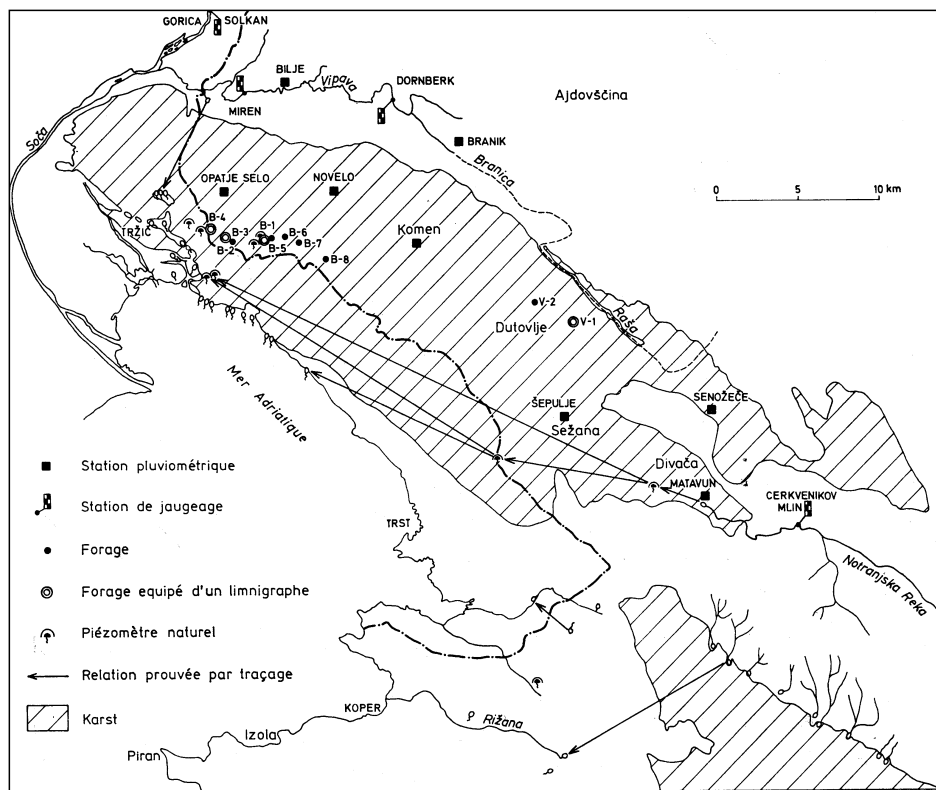 GORICA
SOLKAN
BILJE
Vipava
DORNBERK
Ajdovščina
MIREN
BRANIK
Branica
Soča
0 5 10 km
OPATJE SELO
NOVELO
TRŽIČ
B-4
B-3
B-1
B-6
B-2
B-5
B-7
B-8
Komen
V-2
V-1
Dutovlje
Raša
Mer Adriatique
ŠEPULJE
SENOŽEČE
Sežana
Divača
MATAVUN
CERKVENIKOV
MLIN
TRST
Notranjska Reka
Station pluviométrique
Station de jaugeage
Forage
Forage equipé d'un limnigraphe
Piézomètre naturel
Relation prouvée par traçage
Karst
KOPER
Rižana
Izola
Piran